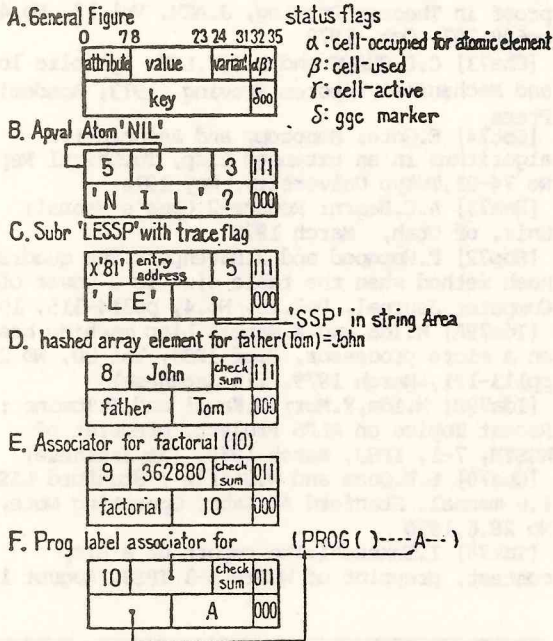 A. General Figure
status flags
0 78 23 24 31 32 35
attribute value variant αβγ
key δoo
α : cell-occupied for atomic element
β : cell-used
γ : cell-active
δ : ggc marker
B. Apval Atom 'NIL'
5 3 111
'N I L' ? 000
C. Subr 'LESSP' with trace flag
X'81' entry address 5 111
'L E' 000
'SSP' in string Area
D. hashed array element for father(Tom)=John
8 John check sum 111
father Tom 000
E. Associator for factorial (10)
9 362880 check sum 011
factorial 10 000
F. Prog label associator for (PROG ( )----A--·)
10 check sum 011
A 000